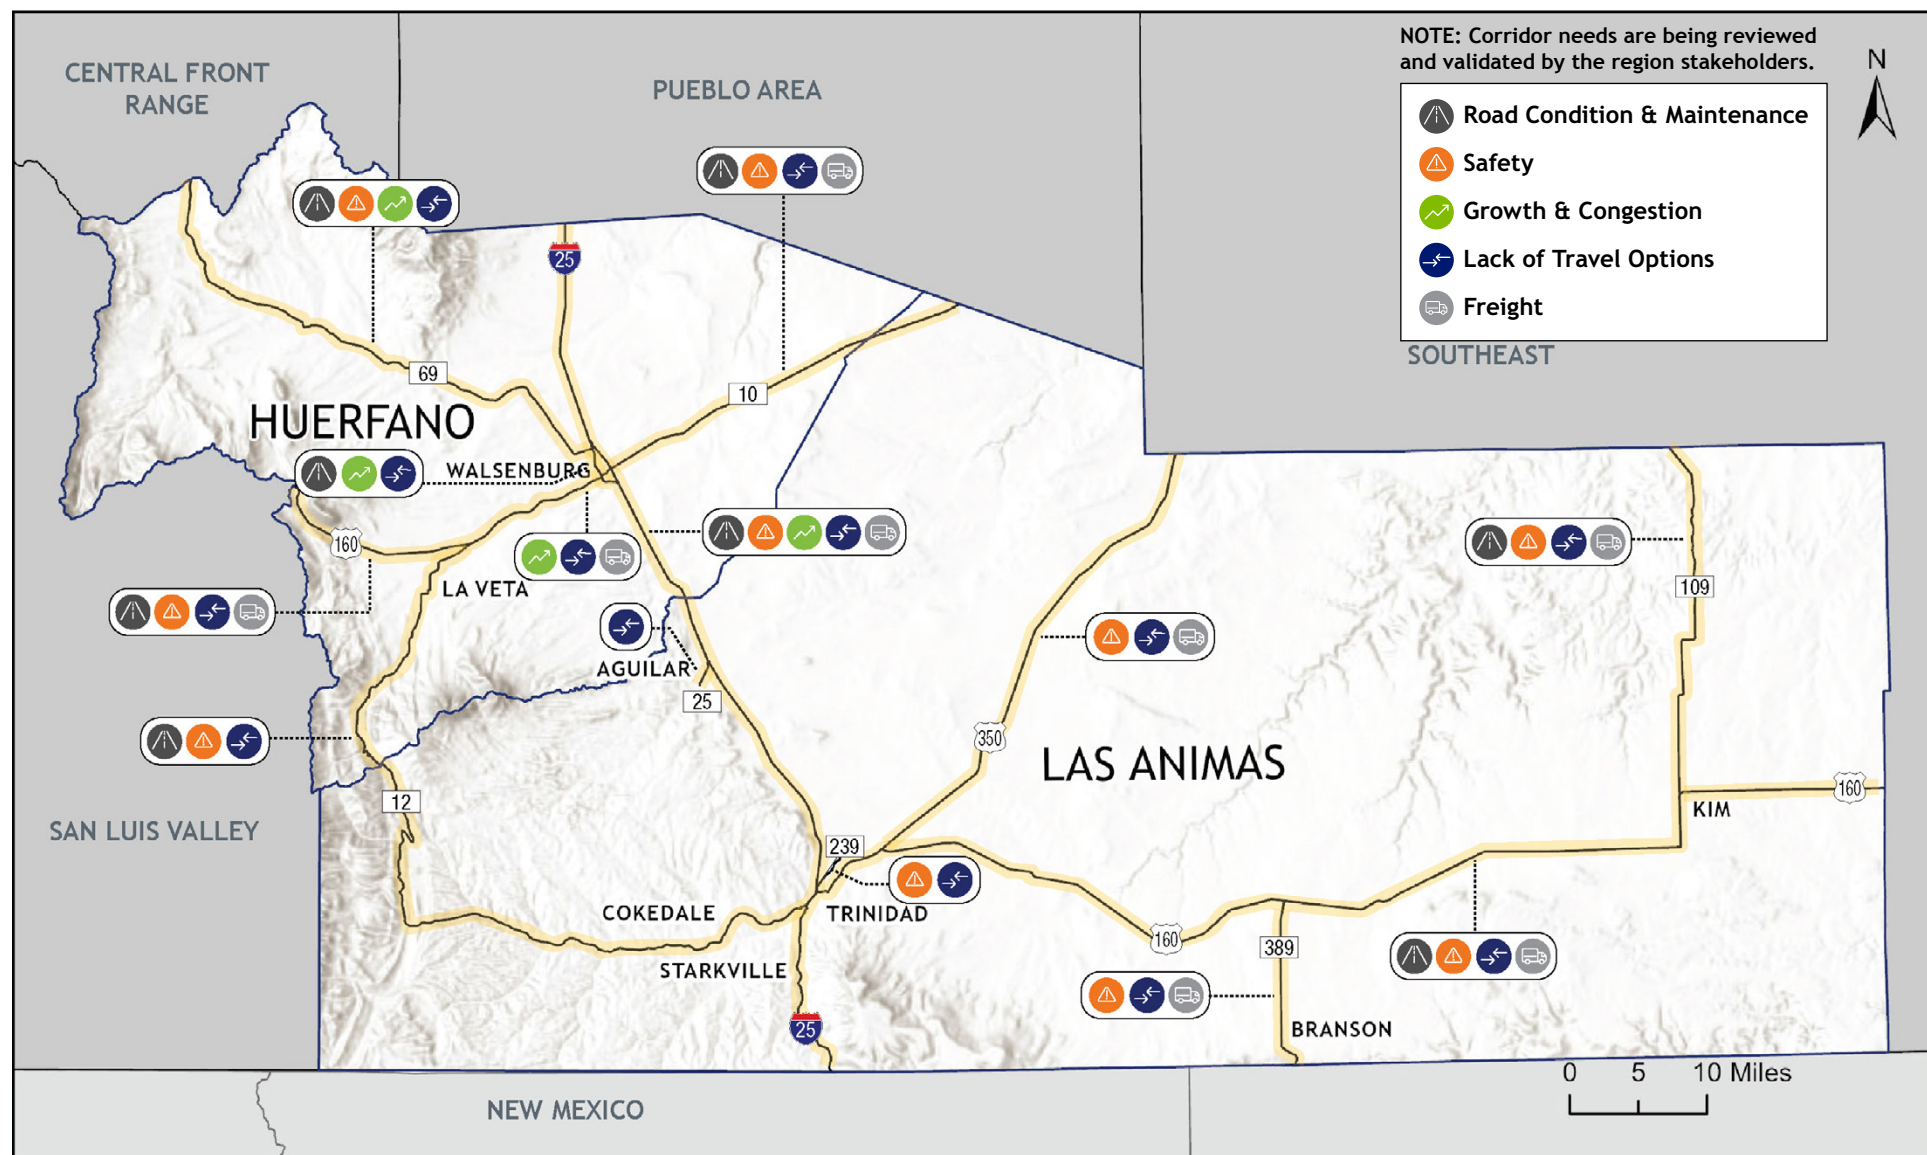 NOTE: Corridor needs are being reviewed
and validated by the region stakeholders.
N
Road Condition & Maintenance
Safety
Growth & Congestion
Lack of Travel Options
Freight
CENTRAL FRONT
RANGE
PUEBLO AREA
SOUTHEAST
25
69
10
HUERFANO
WALSENBURG
160
LA VETA
109
AGUILAR
25
350
LAS ANIMAS
12
160
KIM
SAN LUIS VALLEY
239
COKEDALE
TRINIDAD
160
389
STARKVILLE
25
BRANSON
0 5 10 Miles
NEW MEXICO